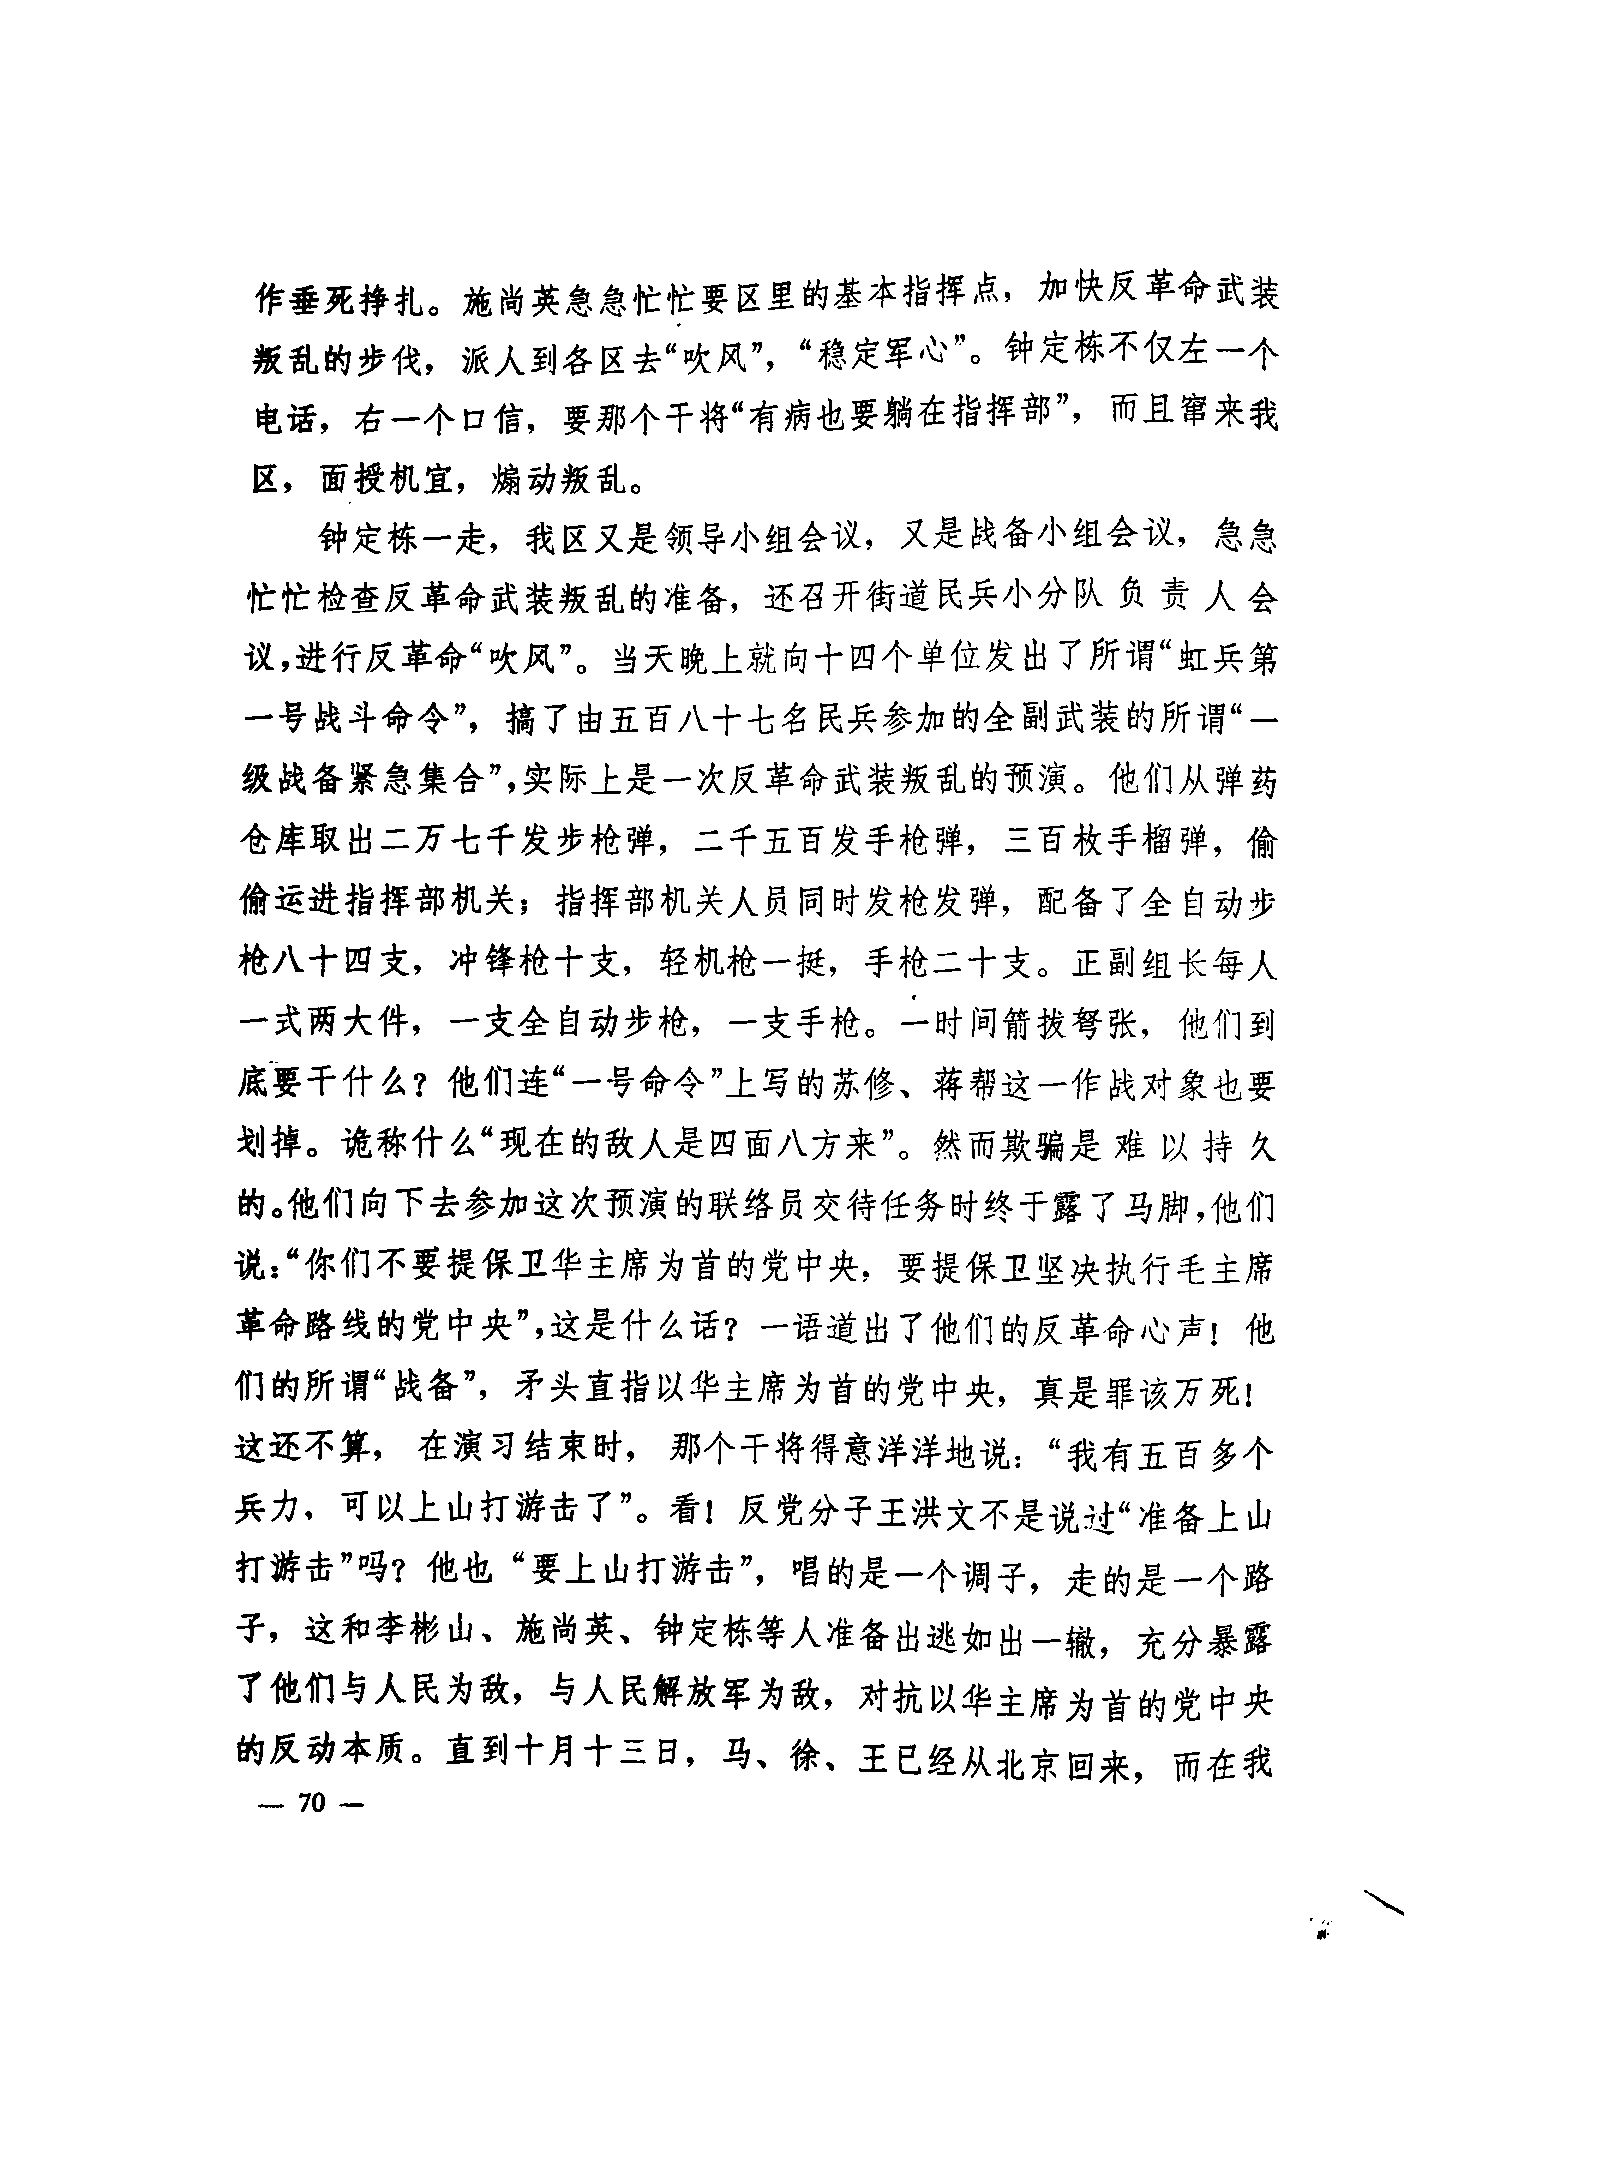 作垂死挣扎。施尚英急急忙忙要区里的基本指挥点，加快反革命武装
叛乱的步伐，派人到各区去“吹风”，“稳定军心”。钟定栋不仅左一个
电话，右一个口信，要那个干将“有病也要躺在指挥部”，而且窜来我
区，面授机宜，煽动叛乱。
钟定栋一走，我区又是领导小组会议，又是战备小组会议，急急
忙忙检查反革命武装叛乱的准备，还召开街道民兵小分队负责人会
议，进行反革命“吹风”。当天晚上就向十四个单位发出了所谓“虹兵第
一号战斗命令”，搞了由五百八十七名民兵参加的全副武装的所谓“一
级战备紧急集合”，实际上是一次反革命武装叛乱的预演。他们从弹药
仓库取出二万七千发步枪弹，二千五百发手枪弹，三百枚手榴弹，偷
偷运进指挥部机关；指挥部机关人员同时发枪发弹，配备了全自动步
枪八十四支，冲锋枪十支，轻机枪一挺，手枪二十支。正副组长每人
一式两大件，一支全自动步枪，一支手枪。一时间箭拔弩张，他们到
底要干什么？他们连“一号命令”上写的苏修、蒋帮这一作战对象也要
划掉。诡称什么“现在的敌人是四面八方来”。然而欺骗是难以持久
的。他们向下去参加这次预演的联络员交待任务时终于露了马脚，他们
说：“你们不要提保卫华主席为首的党中央，要提保卫坚决执行毛主席
革命路线的党中央”，这是什么话？一语道出了他们的反革命心声！他
们的所谓“战备”，矛头直指以华主席为首的党中央，真是罪该万死！
这还不算，在演习结束时，那个干将得意洋洋地说：“我有五百多个
兵力，可以上山打游击了”。看！反党分子王洪文不是说过“准备上山
打游击”吗？他也“要上山打游击”，唱的是一个调子，走的是一个路
子，这和李彬山、施尚英、钟定栋等人准备出逃如出一辙，充分暴露
了他们与人民为敌，与人民解放军为敌，对抗以华主席为首的党中央
的反动本质。直到十月十三日，马、徐、王已经从北京回来，而在我
— 70 —